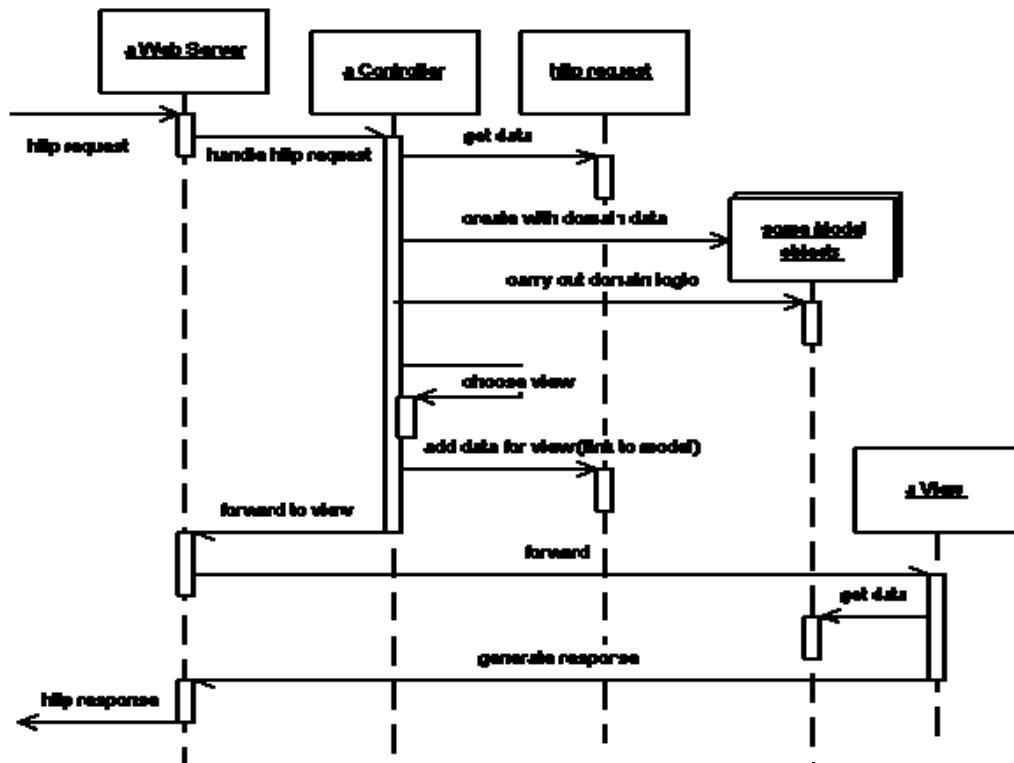 a Web Server
a Controller
http request
http request
handle http request
get data
create with domain data
some Model
objects
carry out domain logic
choose view
add data for view(link to model)
a View
forward to view
forward
get data
generate response
http response